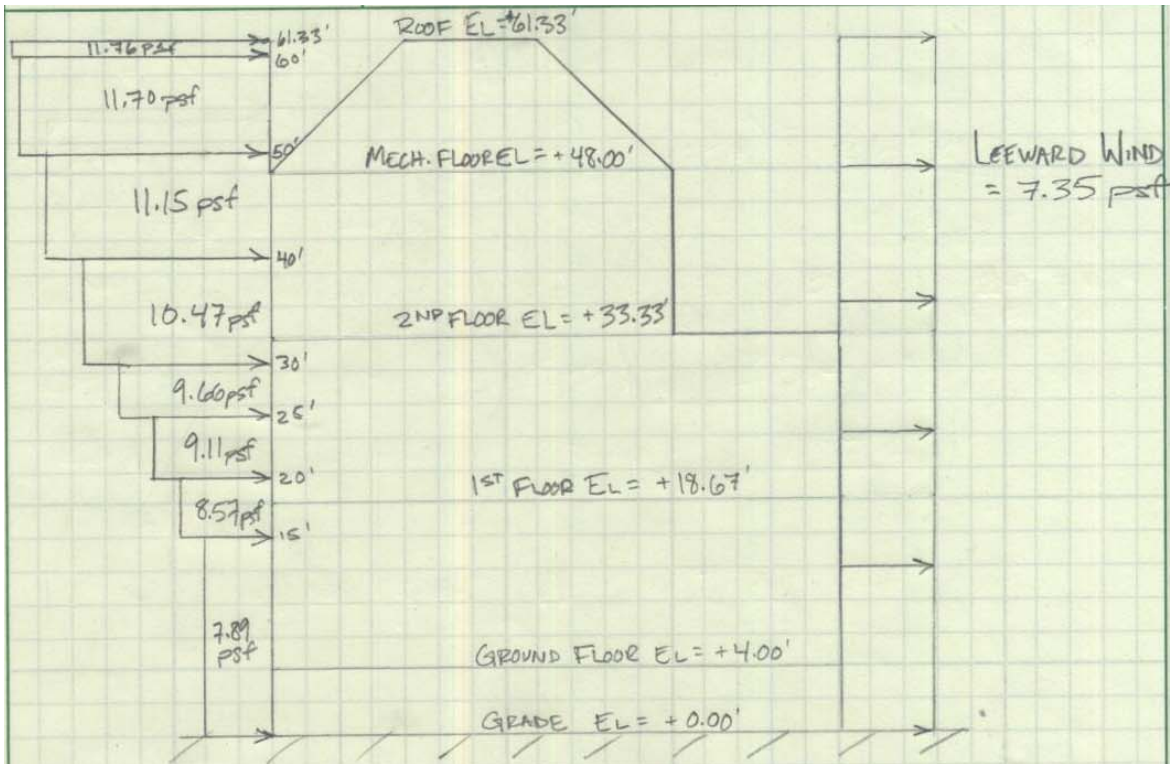 ROOF EL=+61.33'
61.33'
11.76 psf
60'
11.70 psf
50'
MECH. FLOOR EL = +48.00'
LEEWARD WIND
= 7.35 psf
11.15 psf
40'
10.47 psf
2ND FLOOR EL = +33.33'
30'
9.66 psf
25'
9.11 psf
20'
1ST FLOOR EL = +18.67'
8.57 psf
15'
7.89
psf
GROUND FLOOR EL = +4.00'
GRADE EL = +0.00'